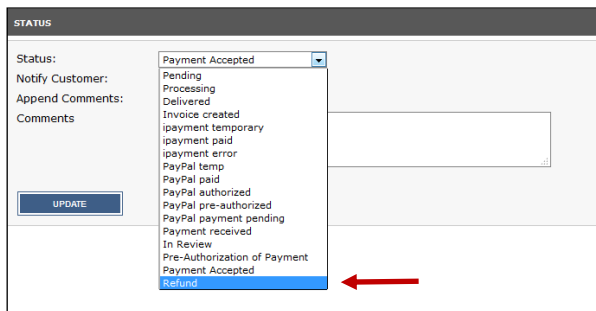 STATUS
Status:
Payment Accepted
Notify Customer:
Append Comments:
Comments
Pending
Processing
Delivered
Invoice created
ipayment temporary
ipayment paid
ipayment error
PayPal temp
PayPal paid
PayPal authorized
PayPal pre-authorized
PayPal payment pending
Payment received
In Review
Pre-Authorization of Payment
Payment Accepted
Refund
UPDATE